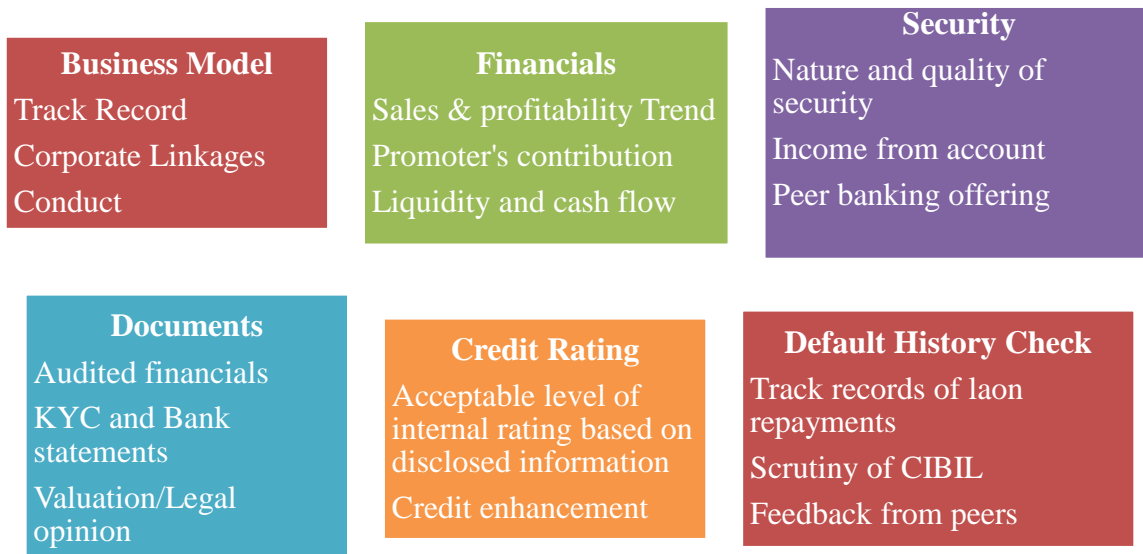 Business Model
Track Record
Corporate Linkages
Conduct
Financials
Sales & profitability Trend
Promoter's contribution
Liquidity and cash flow
Security
Nature and quality of
security
Income from account
Peer banking offering
Documents
Audited financials
KYC and Bank
statements
Valuation/Legal
opinion
Credit Rating
Acceptable level of
internal rating based on
disclosed information
Credit enhancement
Default History Check
Track records of laon
repayments
Scrutiny of CIBIL
Feedback from peers